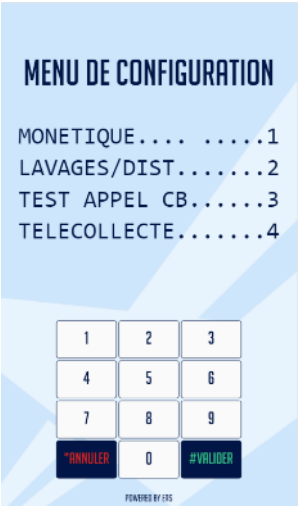 MENU DE CONFIGURATION
MONETIQUE.... .....1
LAVAGES/DIST.......2
TEST APPEL CB......3
TELECOLLECTE.......4
1 2 3
4 5 6
7 8 9
*ANNULER 0 #VALIDER
POWERED BY ERS